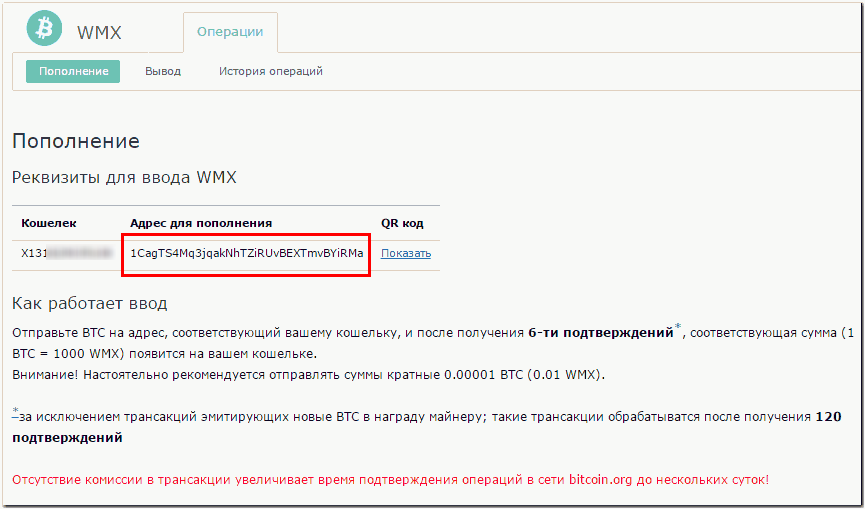 WMX
Операции
Пополнение Вывод История операций
Пополнение
Реквизиты для ввода WMX
Кошелек Адрес для пополнения QR код
X131 1CagTS4Mq3jqakNhTZiRUvBEXTmvBYiRMa Показать
Как работает ввод
Отправьте BTC на адрес, соответствующий вашему кошельку, и после получения 6-ти подтверждений*, соответствующая сумма (1
BTC = 1000 WMX) появится на вашем кошельке.
Внимание! Настоятельно рекомендуется отправлять суммы кратные 0.00001 BTC (0.01 WMX).
*–за исключением трансакций эмитирующих новые BTC в награду майнеру; такие трансакции обрабатыватся после получения 120
подтверждений
Отсутствие комиссии в трансакции увеличивает время подтверждения операций в сети bitcoin.org до нескольких суток!